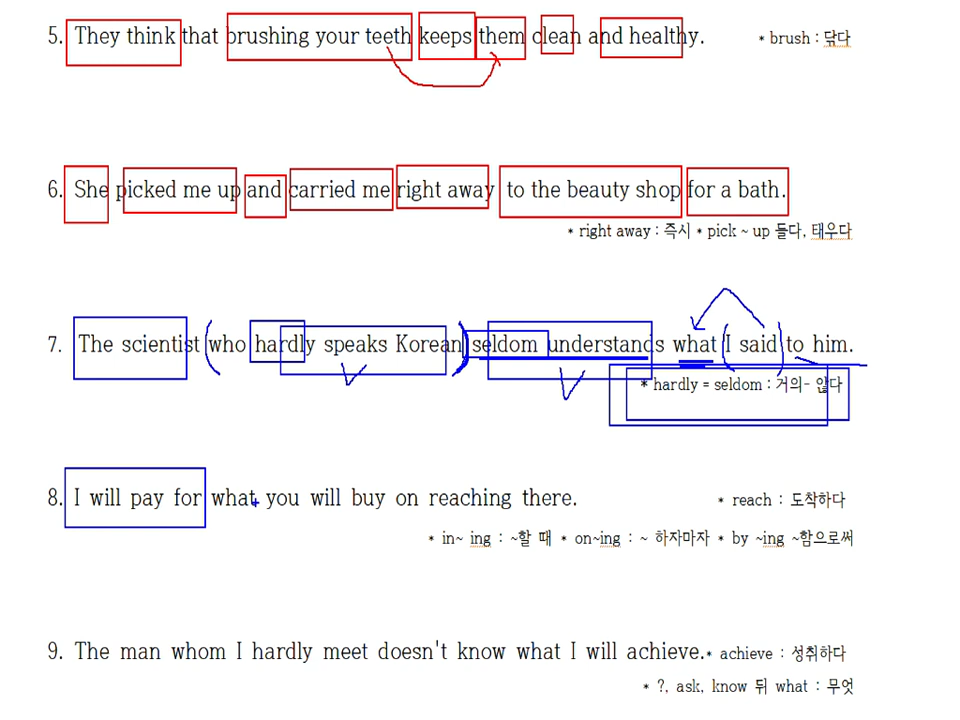 5. They think that brushing your teeth keeps them clean and healthy. * brush : 닦다
6. She picked me up and carried me right away to the beauty shop for a bath.
* right away : 즉시 * pick ~ up 들다, 태우다
7. The scientist (who hardly speaks Korean) seldom understands what (I said) to him.
* hardly = seldom : 거의- 않다
8. I will pay for what you will buy on reaching there. * reach : 도착하다
* in~ ing : ~할 때 * on~ing : ~ 하자마자 * by ~ing ~함으로써
9. The man whom I hardly meet doesn't know what I will achieve.* achieve : 성취하다
* ?, ask, know 뒤 what : 무엇